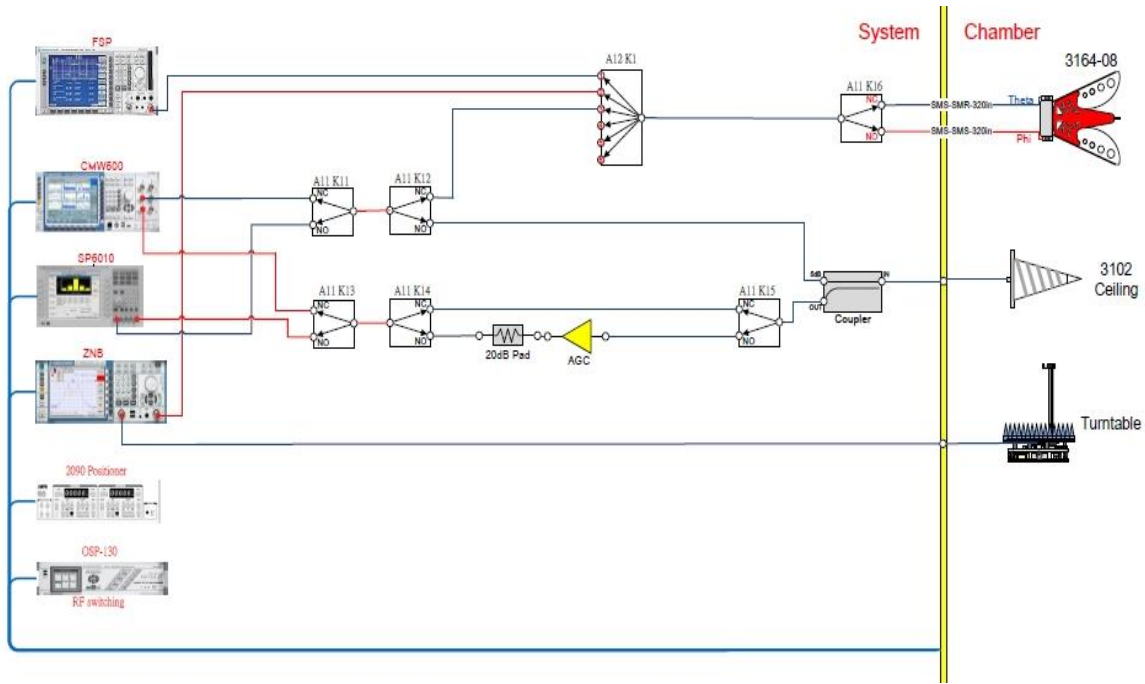 System
Chamber
FSP
A12 K1
3164-08
A11 K16
NC
NO
SMS-SMR-320in
Theta
SMS-SMS-320in
Phi
CMW600
A11 K11
NC
NO
A11 K12
NC
NO
SP6010
A11 K13
NC
NO
A11 K14
NC
NO
20dB Pad
AGC
A11 K15
NC
NO
IN
OUT
Coupler
3102
Ceiling
ZNB
Turntable
2090 Positioner
OSP-130
RF switching